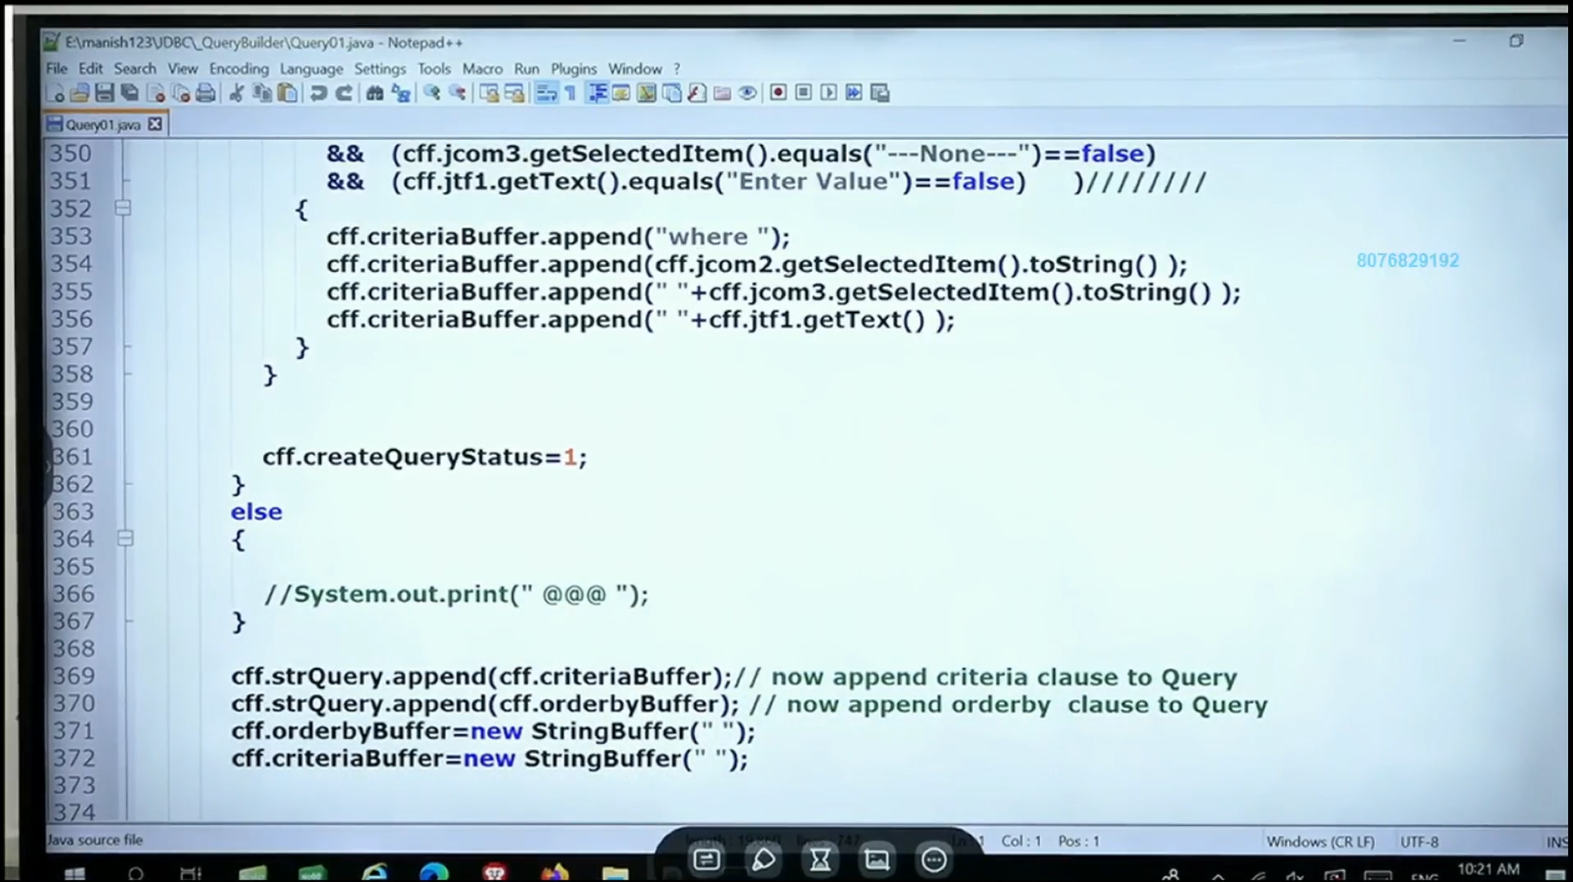 E:\manish123\JDBC\_QueryBuilder\Query01.java - Notepad++
File Edit Search View Encoding Language Settings Tools Macro Run Plugins Window ?
Query01.java
350 && (cff.jcom3.getSelectedItem().equals("---None---")==false)
351 && (cff.jtf1.getText().equals("Enter Value")==false) )////////
352 {
353 cff.criteriaBuffer.append("where ");
354 cff.criteriaBuffer.append(cff.jcom2.getSelectedItem().toString() );
8076829192
355 cff.criteriaBuffer.append(" "+cff.jcom3.getSelectedItem().toString() );
356 cff.criteriaBuffer.append(" "+cff.jtf1.getText() );
357 }
358 }
359
360
361 cff.createQueryStatus=1;
362 }
363 else
364 {
365
366 //System.out.print(" @@@ ");
367 }
368
369 cff.strQuery.append(cff.criteriaBuffer);// now append criteria clause to Query
370 cff.strQuery.append(cff.orderbyBuffer); // now append orderby clause to Query
371 cff.orderbyBuffer=new StringBuffer(" ");
372 cff.criteriaBuffer=new StringBuffer(" ");
373
374
Java source file Col : 1 Pos : 1 Windows (CR LF) UTF-8 INS
ENG 10:21 AM